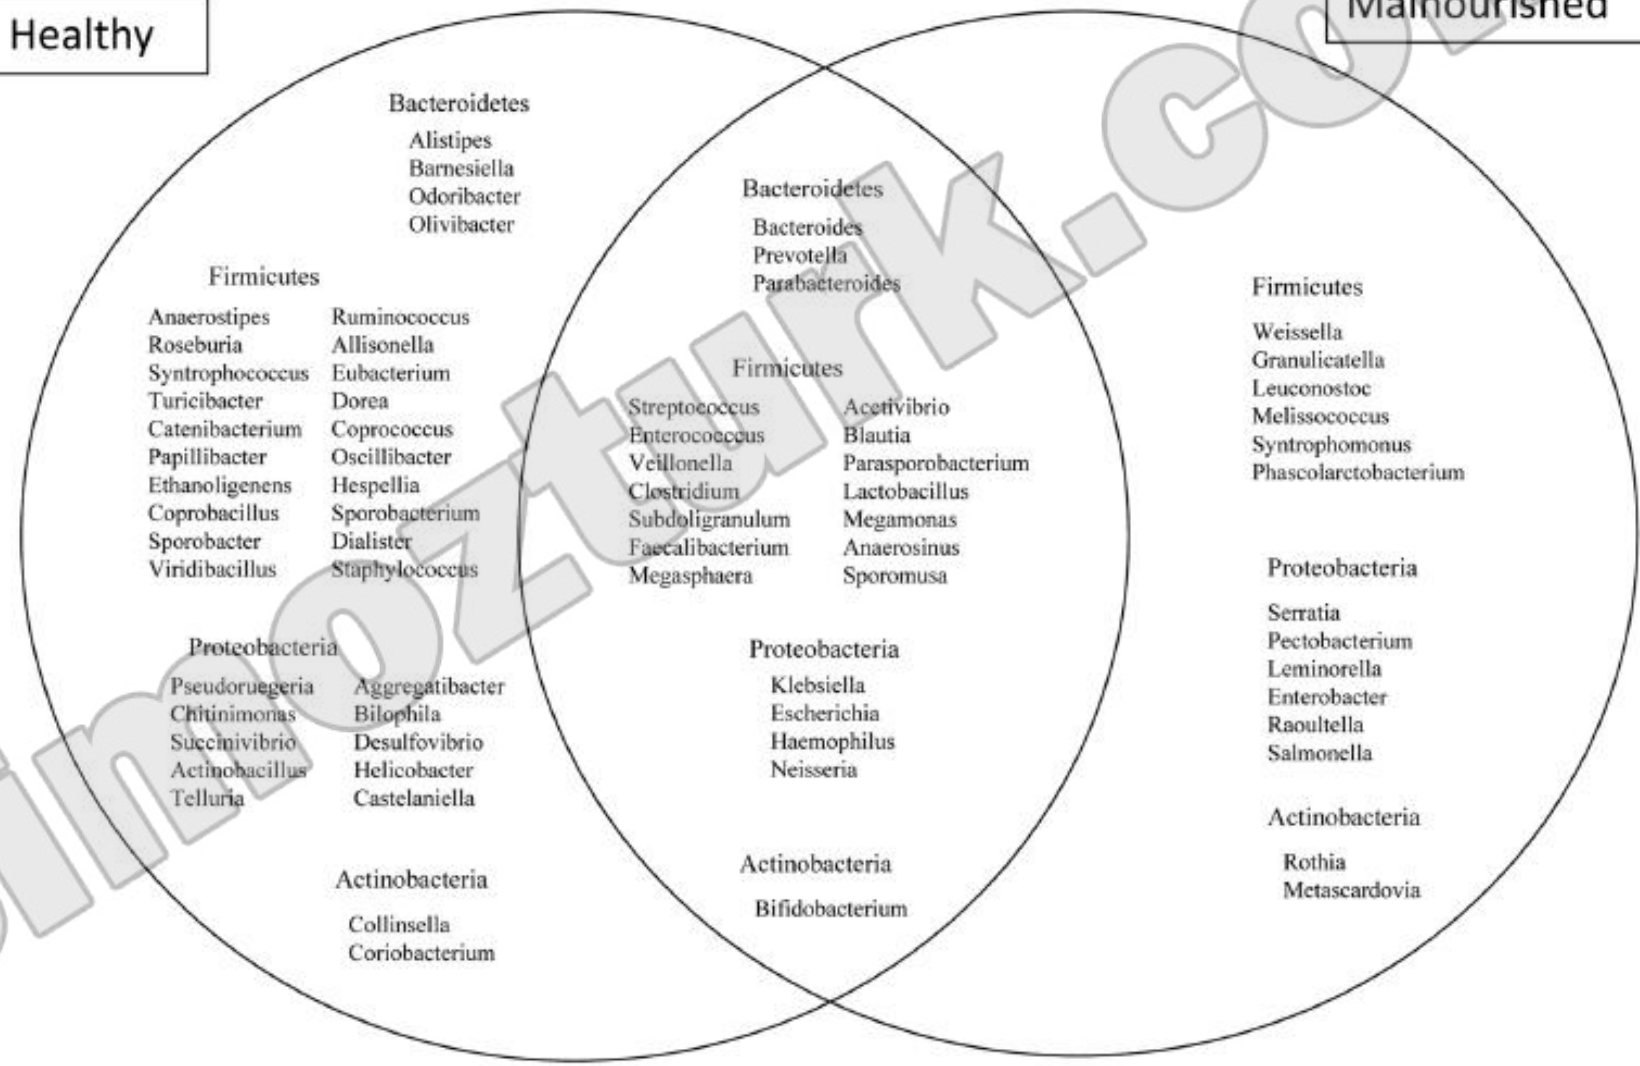 Healthy
Malnourished
Bacteroidetes
Alistipes
Barnesiella
Odoribacter
Olivibacter
Firmicutes
Anaerostipes Ruminococcus
Roseburia Allisonella
Syntrophococcus Eubacterium
Turicibacter Dorea
Catenibacterium Coprococcus
Papillibacter Oscillibacter
Ethanoligenens Hespellia
Coprobacillus Sporobacterium
Sporobacter Dialister
Viridibacillus Staphylococcus
Proteobacteria
Pseudoruegeria Aggregatibacter
Chitinimonas Bilophila
Succinivibrio Desulfovibrio
Actinobacillus Helicobacter
Telluria Castelaniella
Actinobacteria
Collinsella
Coriobacterium
Bacteroidetes
Bacteroides
Prevotella
Parabacteroides
Firmicutes
Streptococcus Acetivibrio
Enterococcus Blautia
Veillonella Parasporobacterium
Clostridium Lactobacillus
Subdoligranulum Megamonas
Faecalibacterium Anaerosinus
Megasphaera Sporomusa
Proteobacteria
Klebsiella
Escherichia
Haemophilus
Neisseria
Actinobacteria
Bifidobacterium
Firmicutes
Weissella
Granulicatella
Leuconostoc
Melissococcus
Syntrophomonus
Phascolarctobacterium
Proteobacteria
Serratia
Pectobacterium
Leminorella
Enterobacter
Raoultella
Salmonella
Actinobacteria
Rothia
Metascardovia